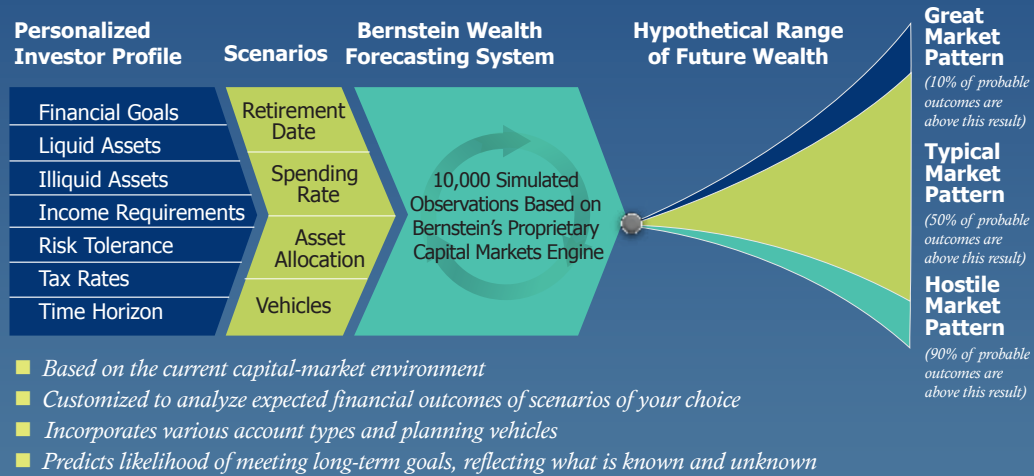 Personalized
Investor Profile
Scenarios
Bernstein Wealth
Forecasting System
Hypothetical Range
of Future Wealth
Financial Goals
Liquid Assets
Illiquid Assets
Income Requirements
Risk Tolerance
Tax Rates
Time Horizon
Retirement
Date
Spending
Rate
Asset
Allocation
Vehicles
10,000 Simulated
Observations Based on
Bernstein’s Proprietary
Capital Markets Engine
Great
Market
Pattern
(10% of probable
outcomes are
above this result)
Typical
Market
Pattern
(50% of probable
outcomes are
above this result)
Hostile
Market
Pattern
(90% of probable
outcomes are
above this result)
Based on the current capital-market environment
Customized to analyze expected financial outcomes of scenarios of your choice
Incorporates various account types and planning vehicles
Predicts likelihood of meeting long-term goals, reflecting what is known and unknown